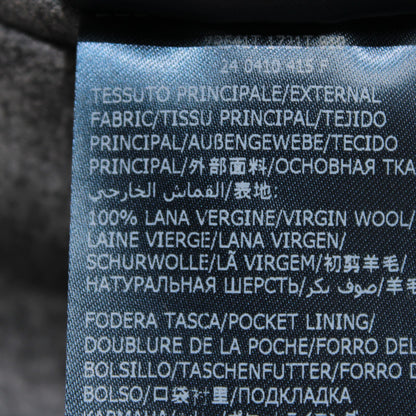 24 0410 415 F
TESSUTO PRINCIPALE/EXTERNAL
FABRIC/TISSU PRINCIPAL/TEJIDO
PRINCIPAL/AUßENGEWEBE/TECIDO
PRINCIPAL/外部面料/ОСНОВНАЯ ТКА
القماش الخارجي/表地:
100% LANA VERGINE/VIRGIN WOOL/
LAINE VIERGE/LANA VIRGEN/
SCHURWOLLE/LÃ VIRGEM/初剪羊毛/
НАТУРАЛЬНАЯ ШЕРСТЬ/صوف بكر/羊毛
FODERA TASCA/POCKET LINING/
DOUBLURE DE LA POCHE/FORRO DEL
BOLSILLO/TASCHENFUTTER/FORRO DE
BOLSO/口袋衬里/ПОДКЛАДКА